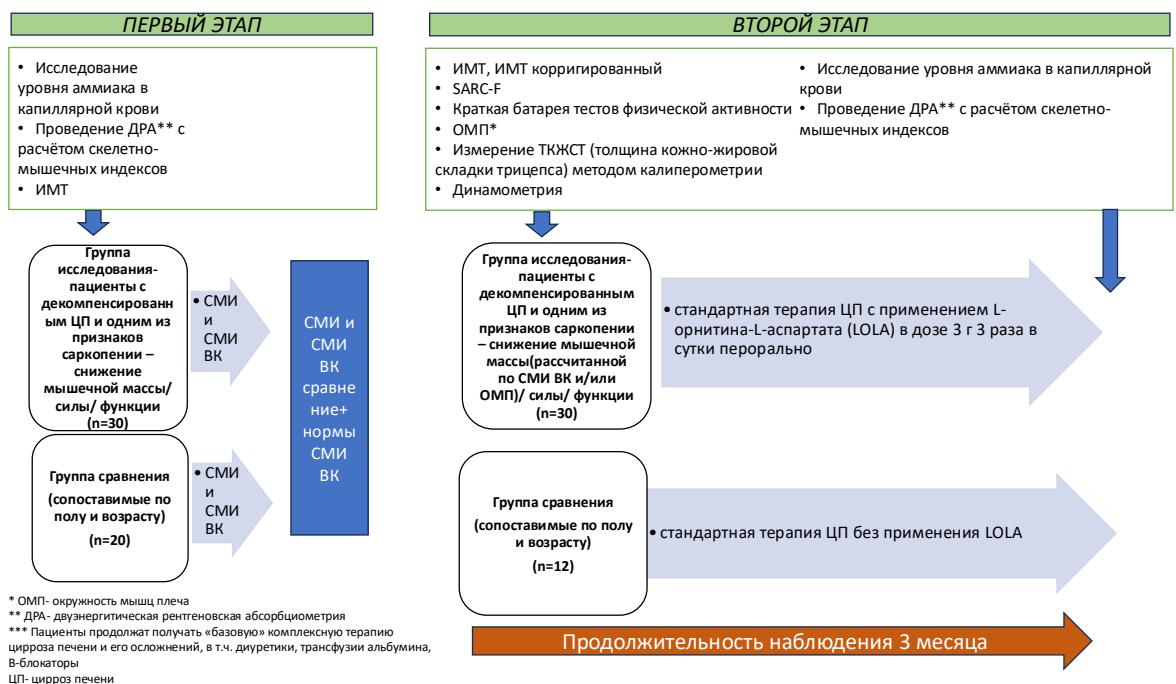 ПЕРВЫЙ ЭТАП
• Исследование
уровня аммиака в
капиллярной крови
• Проведение ДРА** с
расчётом скелетно-
мышечных индексов
• ИМТ
Группа
исследования-
пациенты с
декомпенсированн
ым ЦП и одним из
признаков
саркопении –
снижение
мышечной массы/
силы/ функции
(n=30)
• СМИ
и
СМИ
ВК
Группа сравнения
(сопоставимые по
полу и возрасту)
(n=20)
• СМИ
и
СМИ
ВК
СМИ и
СМИ
ВК
сравне
ние+
нормы
СМИ
ВК
* ОМП- окружность мышц плеча
** ДРА- двуэнергитическая рентгеновская абсорбциометрия
*** Пациенты продолжат получать «базовую» комплексную терапию
цирроза печени и его осложнений, в т.ч. диуретики, трансфузии альбумина,
В-блокаторы
ЦП- цирроз печени
ВТОРОЙ ЭТАП
• ИМТ, ИМТ корригированный
• SARC-F
• Краткая батарея тестов физической активности
• ОМП*
• Измерение ТКЖСТ (толщина кожно-жировой
складки трицепса) методом калиперометрии
• Динамометрия
• Исследование уровня аммиака в капиллярной
крови
• Проведение ДРА** с расчётом скелетно-
мышечных индексов
Группа исследования-
пациенты с
декомпенсированным
ЦП и одним из
признаков саркопении
– снижение мышечной
массы(рассчитанной
по СМИ ВК и/или
ОМП)/ силы/ функции
(n=30)
• стандартная терапия ЦП с применением L-
орнитина-L-аспартата (LOLA) в дозе 3 г 3 раза в
сутки перорально
Группа сравнения
(сопоставимые по полу
и возрасту)
(n=12)
• стандартная терапия ЦП без применения LOLA
Продолжительность наблюдения 3 месяца